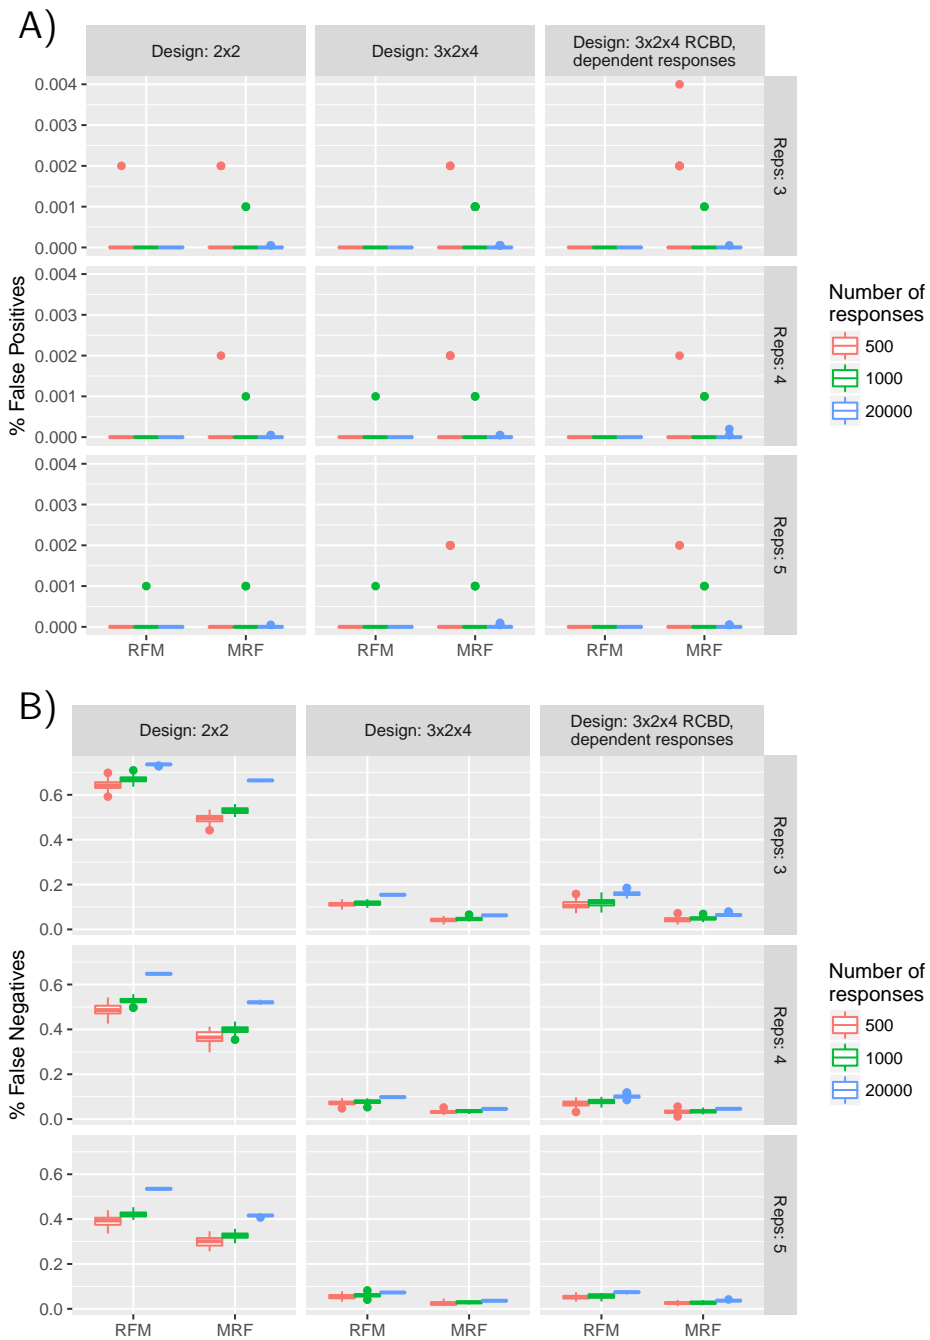 A)
Design: 2x2
Design: 3x2x4
Design: 3x2x4 RCBD,
dependent responses
0.004
0.003
0.002
0.001
0.000
Reps: 3
0.004
0.003
0.002
0.001
0.000
Reps: 4
0.004
0.003
0.002
0.001
0.000
Reps: 5
% False Positives
RFM
MRF
RFM
MRF
RFM
MRF
Number of
responses
500
1000
20000
B)
Design: 2x2
Design: 3x2x4
Design: 3x2x4 RCBD,
dependent responses
0.6
0.4
0.2
0.0
Reps: 3
0.6
0.4
0.2
0.0
Reps: 4
0.6
0.4
0.2
0.0
Reps: 5
% False Negatives
RFM
MRF
RFM
MRF
RFM
MRF
Number of
responses
500
1000
20000